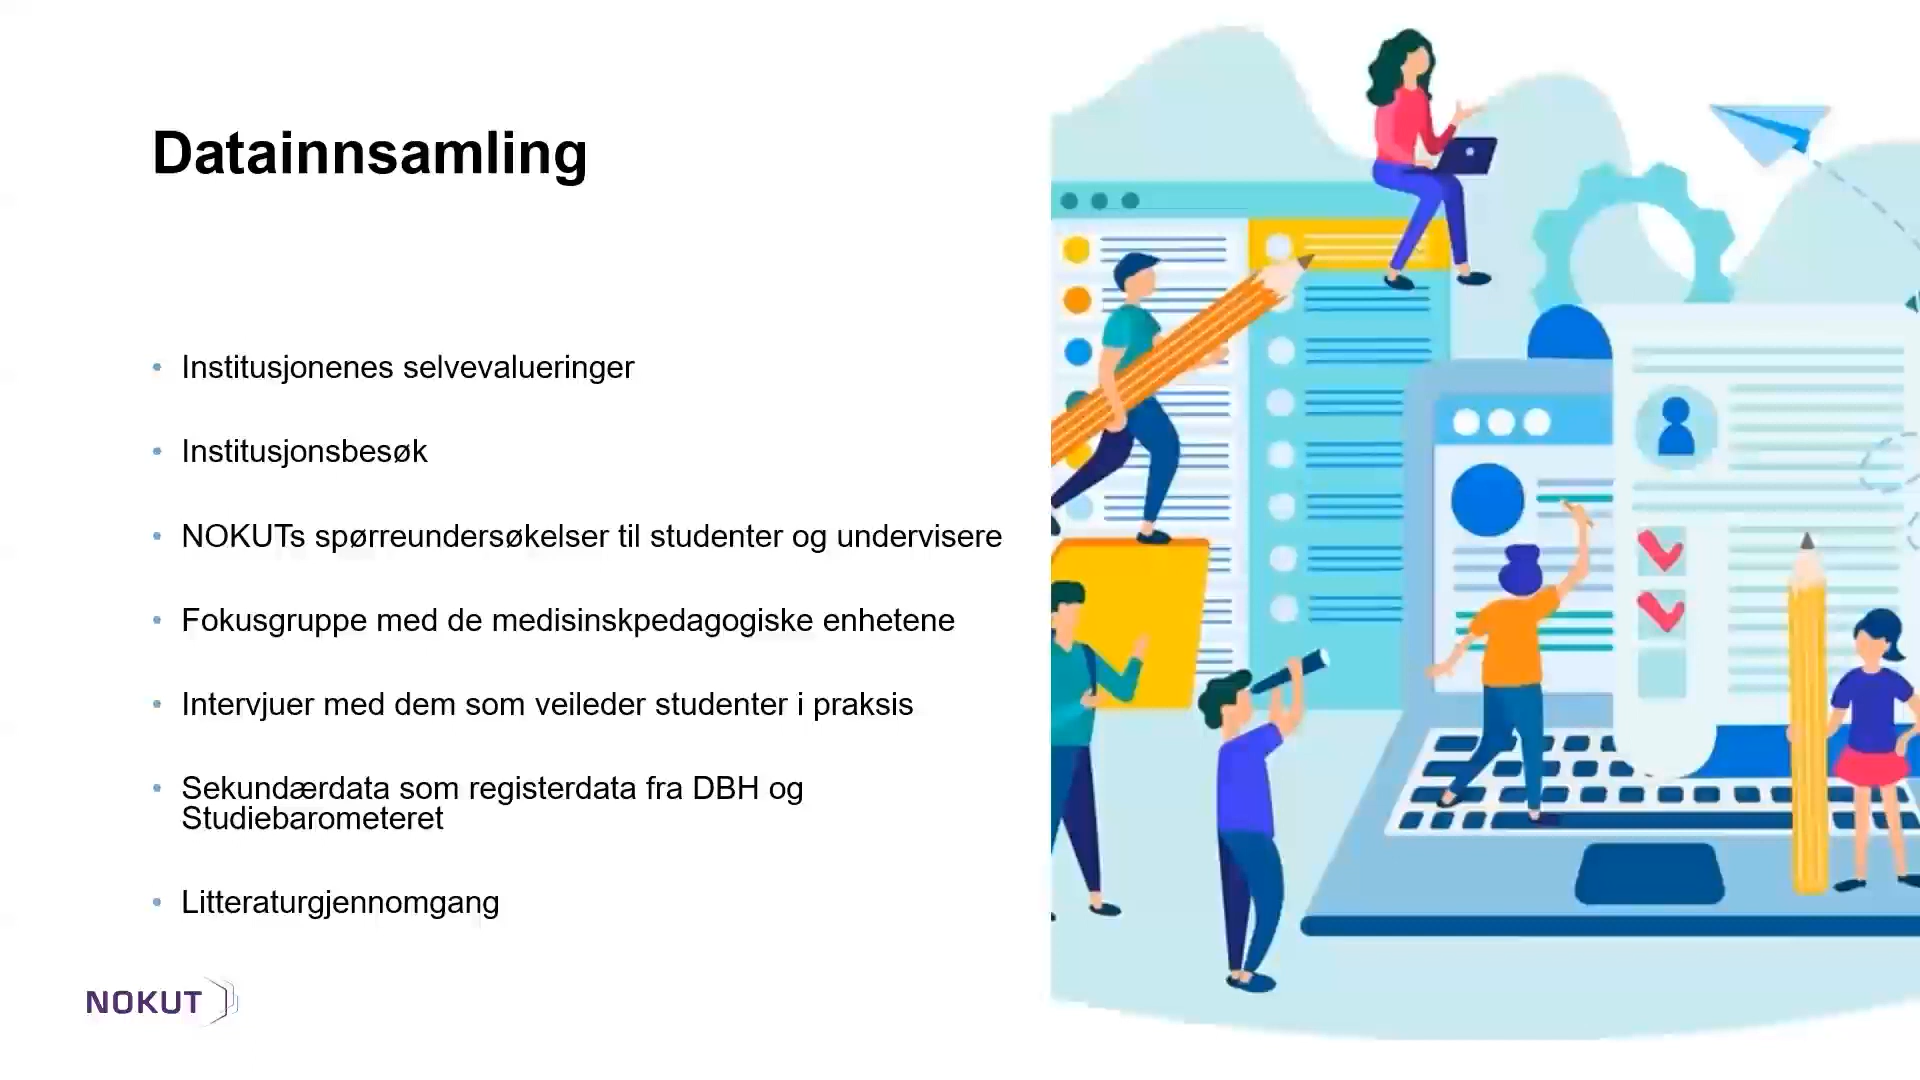 Datainnsamling
• Institusjonenes selvevalueringer
• Institusjonsbesøk
• NOKUTs spørreundersøkelser til studenter og undervisere
• Fokusgruppe med de medisinskpedagogiske enhetene
• Intervjuer med dem som veileder studenter i praksis
• Sekundærdata som registerdata fra DBH og
Studiebarometeret
• Litteraturgjennomgang
NOKUT